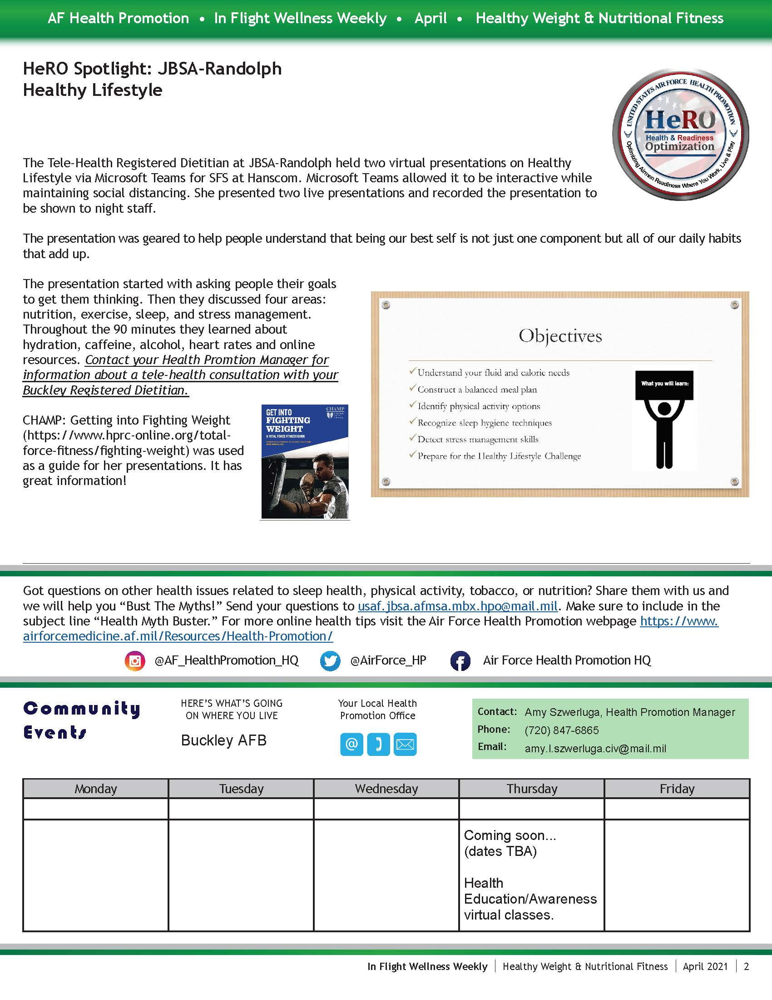 AF Health Promotion • In Flight Wellness Weekly • April • Healthy Weight & Nutritional Fitness
HeRO Spotlight: JBSA-Randolph
Healthy Lifestyle
UNITED STATES AIR FORCE HEALTH PROMOTION
HeRO
Health & Readiness
Optimization
Optimizing Airmen Readiness Where You Work, Live & Play
The Tele-Health Registered Dietitian at JBSA-Randolph held two virtual presentations on Healthy
Lifestyle via Microsoft Teams for SFS at Hanscom. Microsoft Teams allowed it to be interactive while
maintaining social distancing. She presented two live presentations and recorded the presentation to
be shown to night staff.
The presentation was geared to help people understand that being our best self is not just one component but all of our daily habits
that add up.
The presentation started with asking people their goals
to get them thinking. Then they discussed four areas:
nutrition, exercise, sleep, and stress management.
Throughout the 90 minutes they learned about
hydration, caffeine, alcohol, heart rates and online
resources. Contact your Health Promtion Manager for
information about a tele-health consultation with your
Buckley Registered Dietitian.
CHAMP: Getting into Fighting Weight
(https://www.hprc-online.org/total-
force-fitness/fighting-weight) was used
as a guide for her presentations. It has
great information!
GET INTO
FIGHTING
WEIGHT
A TOTAL FORCE FITNESS GUIDE
CHAMP
Objectives
✓Understand your fluid and calorie needs
✓Construct a balanced meal plan
✓Identify physical activity options
✓Recognize sleep hygiene techniques
✓Detect stress management skills
✓Prepare for the Healthy Lifestyle Challenge
What you will learn:
Got questions on other health issues related to sleep health, physical activity, tobacco, or nutrition? Share them with us and
we will help you “Bust The Myths!” Send your questions to usaf.jbsa.afmsa.mbx.hpo@mail.mil. Make sure to include in the
subject line “Health Myth Buster.” For more online health tips visit the Air Force Health Promotion webpage https://www.
airforcemedicine.af.mil/Resources/Health-Promotion/
@AF_HealthPromotion_HQ @AirForce_HP Air Force Health Promotion HQ
Community
Events
HERE’S WHAT’S GOING
ON WHERE YOU LIVE
Buckley AFB
Your Local Health
Promotion Office
Contact: Amy Szwerluga, Health Promotion Manager
Phone: (720) 847-6865
Email: amy.l.szwerluga.civ@mail.mil
Monday Tuesday Wednesday Thursday Friday
Coming soon...
(dates TBA)
Health
Education/Awareness
virtual classes.
In Flight Wellness Weekly | Healthy Weight & Nutritional Fitness | April 2021 | 2